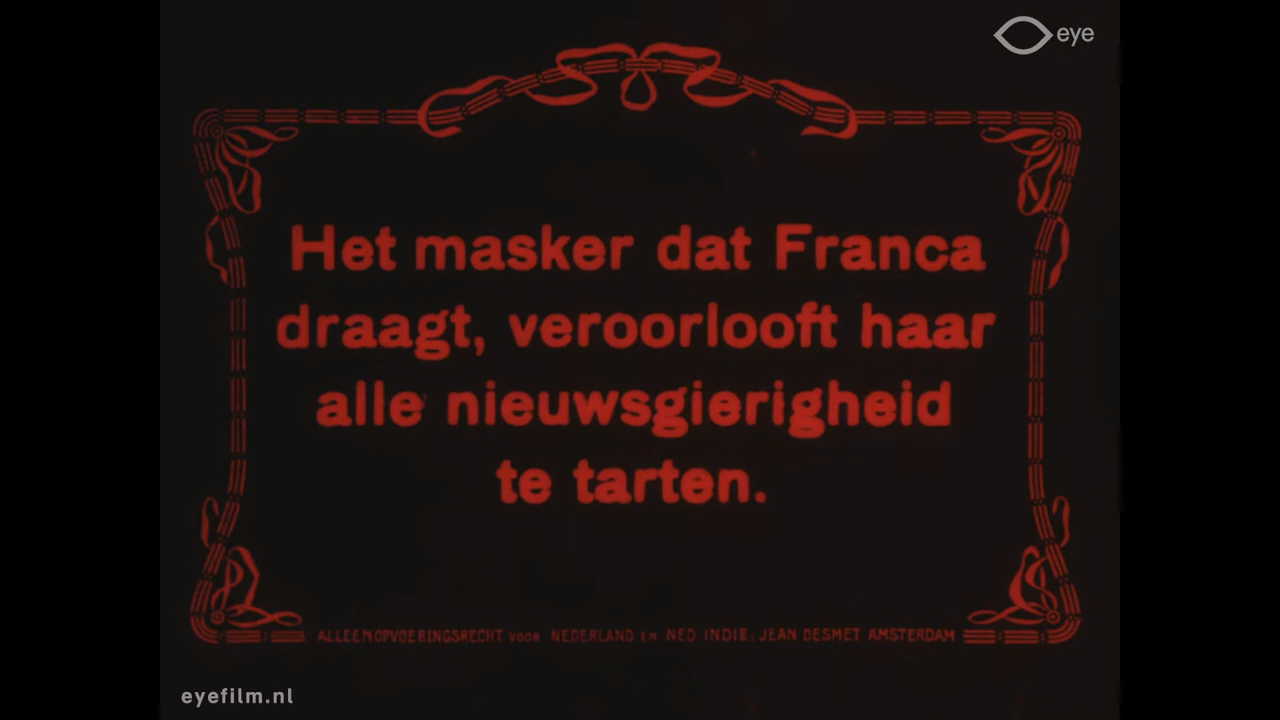 eye
Het masker dat Franca
draagt, veroorlooft haar
alle nieuwsgierigheid
te tarten.
ALLEENOPVOERINGSRECHT VOOR NEDERLAND EN NED INDIE: JEAN DESMET AMSTERDAM
eyefilm.nl